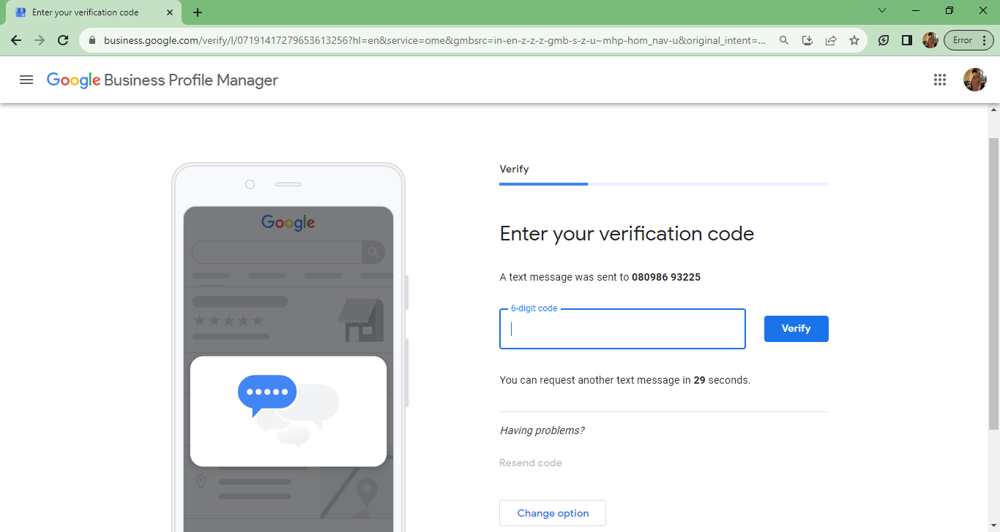 Enter your verification code
business.google.com/verify/l/07191417279653613256?hl=en&service=ome&gmbsrc=in-en-z-z-z-gmb-s-z-u~mhp-hom_nav-u&original_intent=...
Error
Google Business Profile Manager
Google
Verify
Enter your verification code
A text message was sent to 080986 93225
6-digit code
Verify
You can request another text message in 29 seconds.
Having problems?
Resend code
Change option